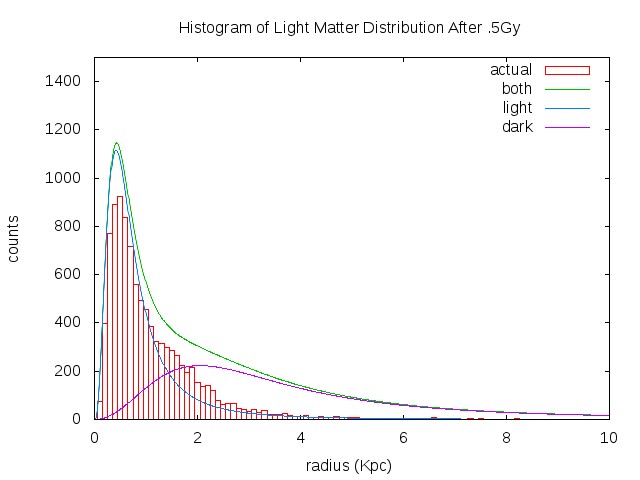 Histogram of Light Matter Distribution After .5Gy
actual
both
light
dark
1400
1200
1000
800
600
400
200
0
counts
0 2 4 6 8 10
radius (Kpc)